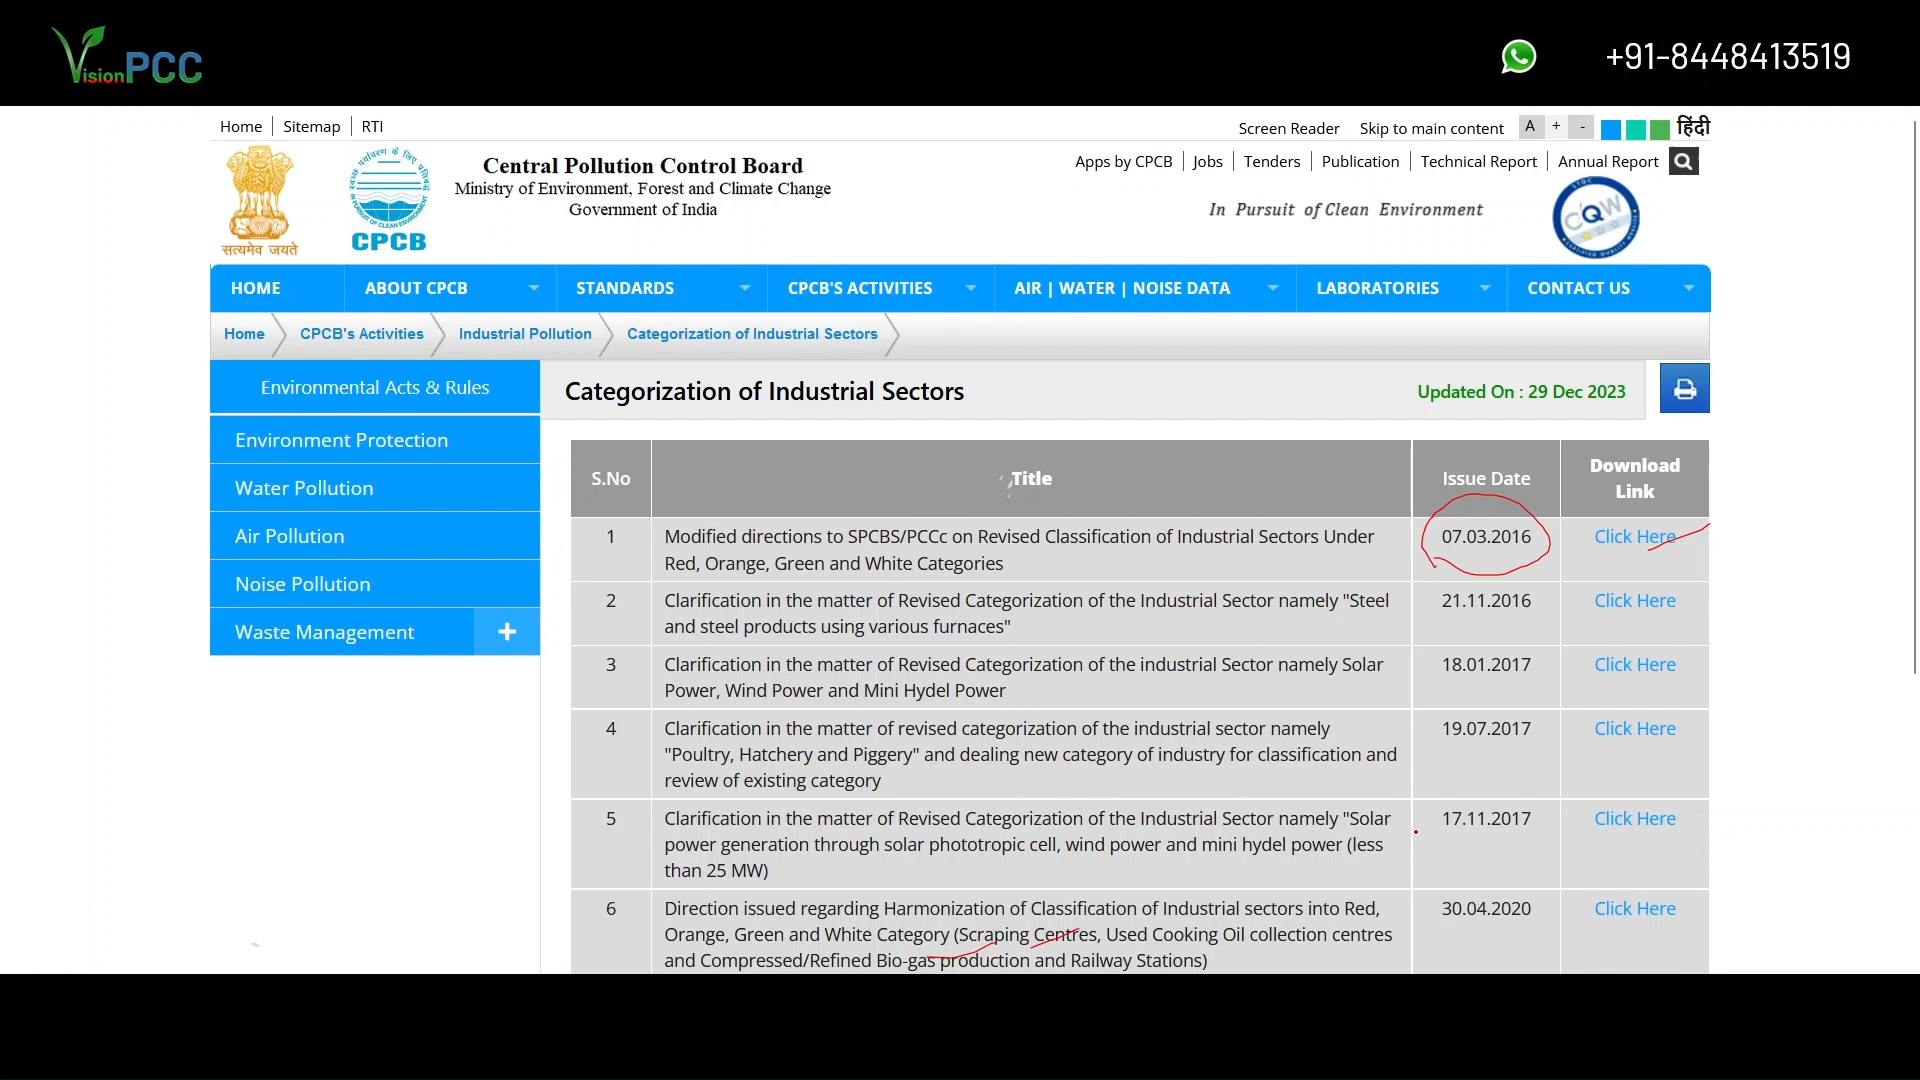 VisionPCC
+91-8448413519
Home Sitemap RTI
Screen Reader Skip to main content A + - हिंदी
Apps by CPCB Jobs Tenders Publication Technical Report Annual Report
सत्यमेव जयते
CPCB
Central Pollution Control Board
Ministry of Environment, Forest and Climate Change
Government of India
In Pursuit of Clean Environment
STQC
CQW
HOME ABOUT CPCB STANDARDS CPCB'S ACTIVITIES AIR | WATER | NOISE DATA LABORATORIES CONTACT US
Home CPCB's Activities Industrial Pollution Categorization of Industrial Sectors
Environmental Acts & Rules
Environment Protection
Water Pollution
Air Pollution
Noise Pollution
Waste Management +
Categorization of Industrial Sectors Updated On : 29 Dec 2023
S.No Title Issue Date Download
Link
1 Modified directions to SPCBS/PCCc on Revised Classification of Industrial Sectors Under 07.03.2016 Click Here
Red, Orange, Green and White Categories
2 Clarification in the matter of Revised Categorization of the Industrial Sector namely "Steel 21.11.2016 Click Here
and steel products using various furnaces"
3 Clarification in the matter of Revised Categorization of the industrial Sector namely Solar 18.01.2017 Click Here
Power, Wind Power and Mini Hydel Power
4 Clarification in the matter of revised categorization of the industrial sector namely 19.07.2017 Click Here
"Poultry, Hatchery and Piggery" and dealing new category of industry for classification and
review of existing category
5 Clarification in the matter of Revised Categorization of the Industrial Sector namely "Solar 17.11.2017 Click Here
power generation through solar phototropic cell, wind power and mini hydel power (less
than 25 MW)
6 Direction issued regarding Harmonization of Classification of Industrial sectors into Red, 30.04.2020 Click Here
Orange, Green and White Category (Scraping Centres, Used Cooking Oil collection centres
and Compressed/Refined Bio-gas production and Railway Stations)